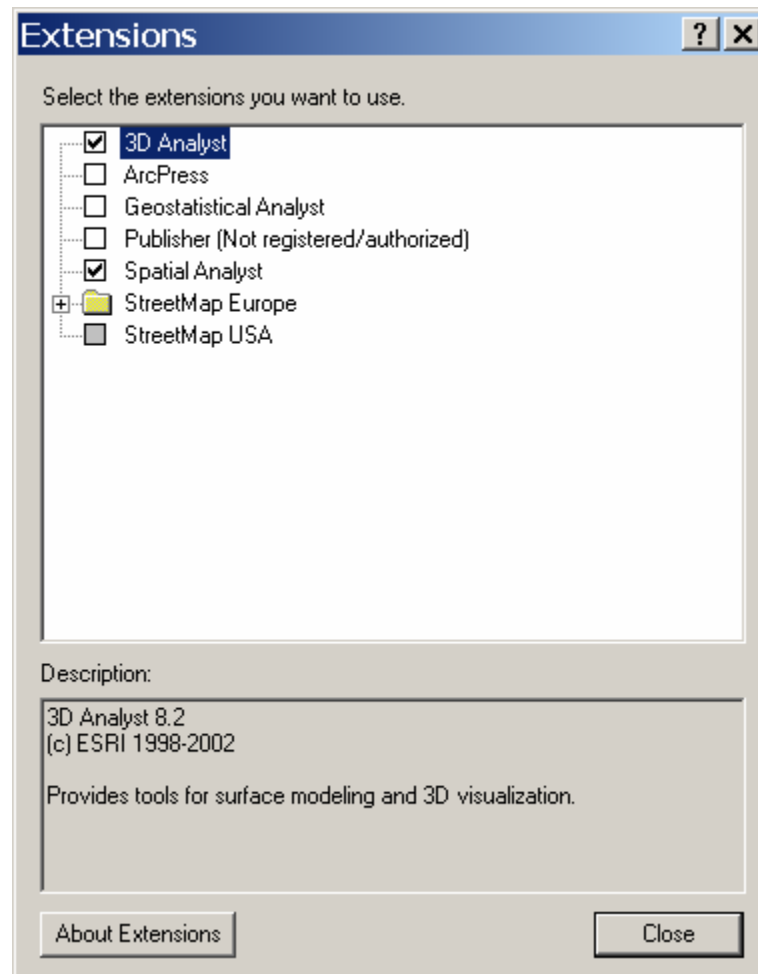 Extensions
Select the extensions you want to use.
3D Analyst
ArcPress
Geostatistical Analyst
Publisher (Not registered/authorized)
Spatial Analyst
StreetMap Europe
StreetMap USA
Description:
3D Analyst 8.2
(c) ESRI 1998-2002
Provides tools for surface modeling and 3D visualization.
About Extensions
Close